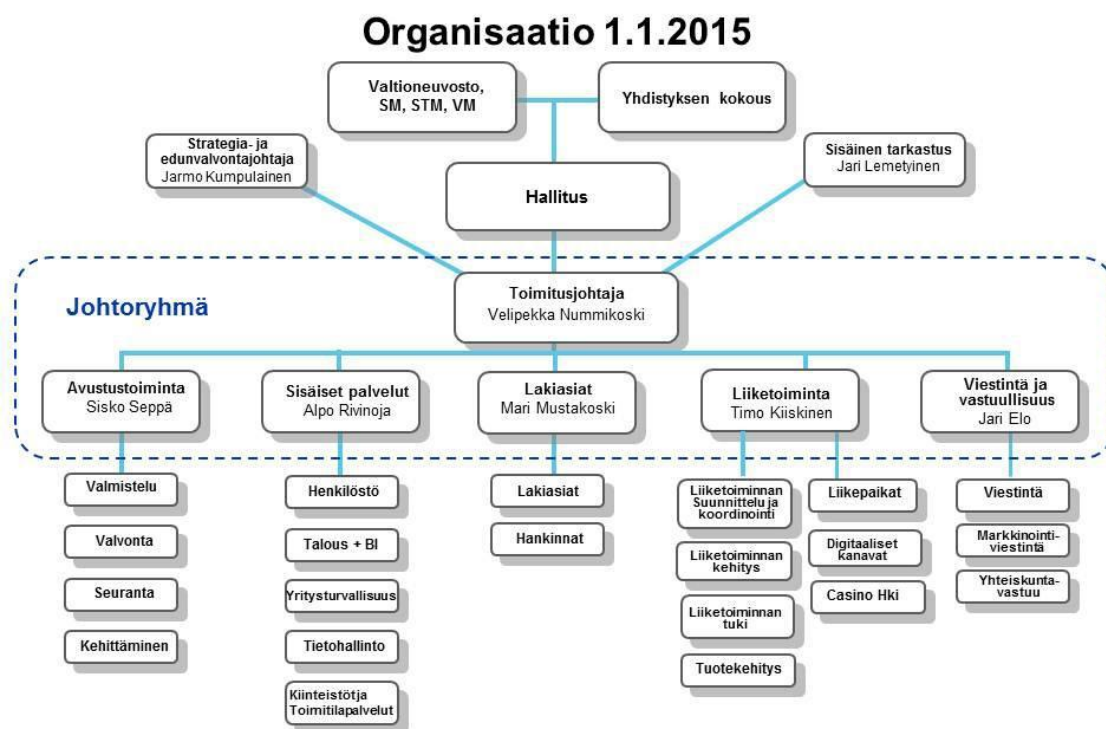 Organisaatio 1.1.2015
Valtioneuvosto,
SM, STM, VM
Yhdistyksen kokous
Strategia- ja
edunvalvontajohtaja
Jarmo Kumpulainen
Sisäinen tarkastus
Jari Lemetyinen
Hallitus
Johtoryhmä
Toimitusjohtaja
Velipekka Nummikoski
Avustustoiminta
Sisko Seppä
Sisäiset palvelut
Alpo Rivinoja
Lakiasiat
Mari Mustakoski
Liiketoiminta
Timo Kiiskinen
Viestintä ja
vastuullisuus
Jari Elo
Valmistelu
Valvonta
Seuranta
Kehittäminen
Henkilöstö
Talous + BI
Yritysturvallisuus
Tietohallinto
Kiinteistöt ja
Toimitilapalvelut
Lakiasiat
Hankinnat
Liiketoiminnan
Suunnittelu ja
koordinointi
Liiketoiminnan
kehitys
Liiketoiminnan
tuki
Tuotekehitys
Liikepaikat
Digitaaliset
kanavat
Casino Hki
Viestintä
Markkinointi-
viestintä
Yhteiskunta-
vastuu